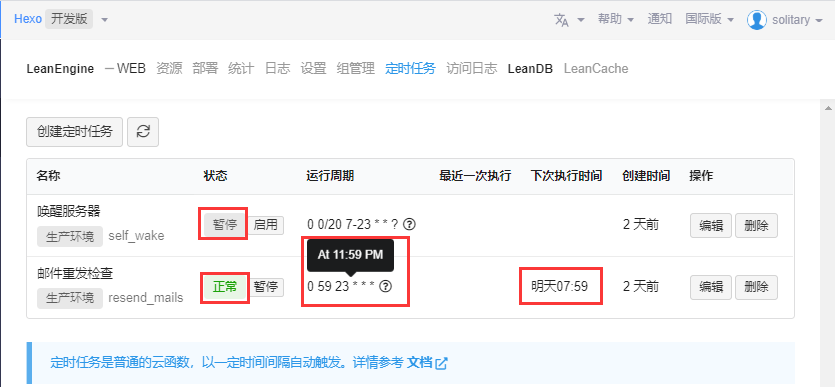 Hexo 开发版 帮助 通知 国际版 solitary
LeanEngine — WEB 资源 部署 统计 日志 设置 组管理 定时任务 访问日志 LeanDB LeanCache
创建定时任务
名称 状态 运行周期 最近一次执行 下次执行时间 创建时间 操作
唤醒服务器
生产环境 self_wake 暂停 启用 0 0/20 7-23 * * ? 2 天前 编辑 删除
At 11:59 PM
邮件重发检查
生产环境 resend_mails 正常 暂停 0 59 23 * * * 明天07:59 2 天前 编辑 删除
定时任务是普通的云函数，以一定时间间隔自动触发。详情参考 文档